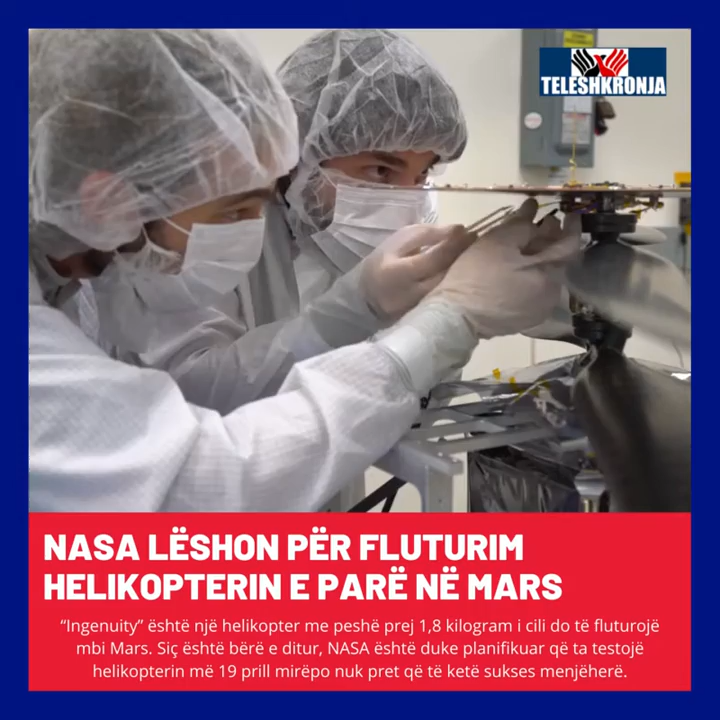 TELESHKRONJA
NASA LËSHON PËR FLUTURIM
HELIKOPTERIN E PARË NË MARS
“Ingenuity” është një helikopter me peshë prej 1,8 kilogram i cili do të fluturojë
mbi Mars. Siç është bërë e ditur, NASA është duke planifikuar që ta testojë
helikopterin më 19 prill mirëpo nuk pret që të ketë sukses menjëherë.